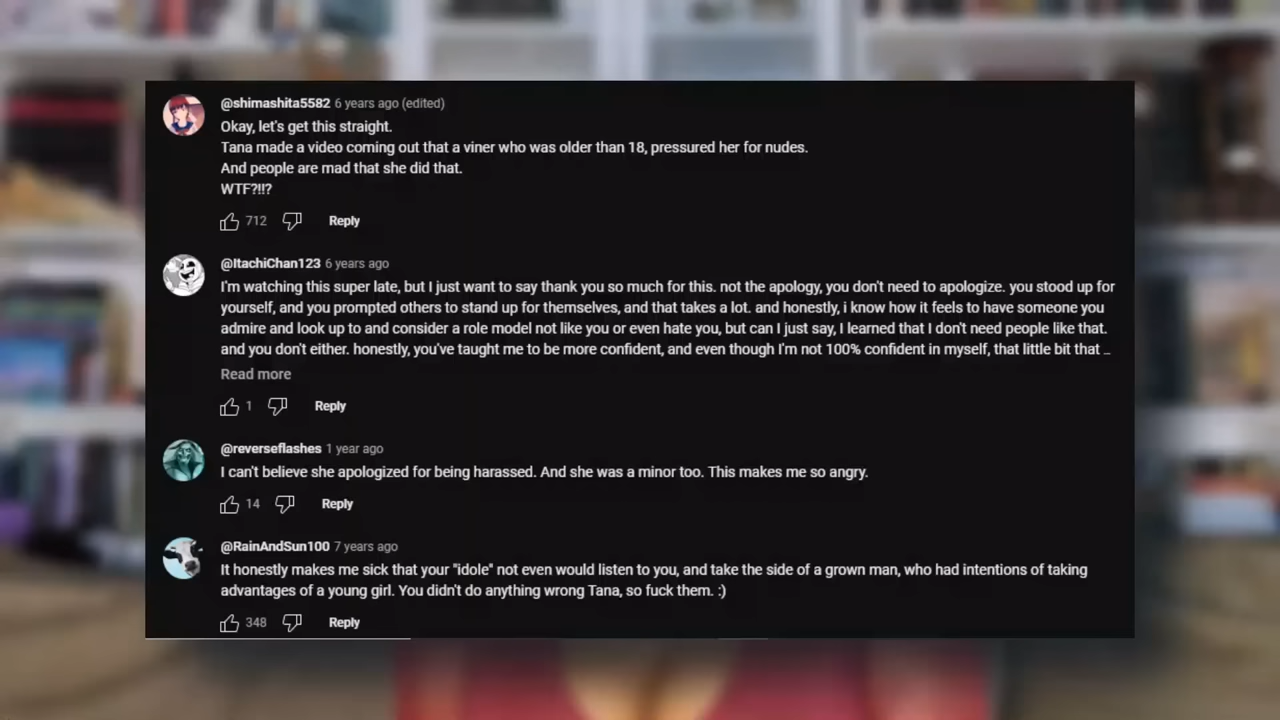 @shimashita5582 6 years ago (edited)
Okay, let's get this straight.
Tana made a video coming out that a viner who was older than 18, pressured her for nudes.
And people are mad that she did that.
WTF?!!?
712 Reply
@ItachiChan123 6 years ago
I'm watching this super late, but I just want to say thank you so much for this. not the apology, you don't need to apologize. you stood up for
yourself, and you prompted others to stand up for themselves, and that takes a lot. and honestly, i know how it feels to have someone you
admire and look up to and consider a role model not like you or even hate you, but can I just say, I learned that I don't need people like that.
and you don't either. honestly, you've taught me to be more confident, and even though I'm not 100% confident in myself, that little bit that ...
Read more
1 Reply
@reverseflashes 1 year ago
I can't believe she apologized for being harassed. And she was a minor too. This makes me so angry.
14 Reply
@RainAndSun100 7 years ago
It honestly makes me sick that your "idole" not even would listen to you, and take the side of a grown man, who had intentions of taking
advantages of a young girl. You didn't do anything wrong Tana, so fuck them. :)
348 Reply